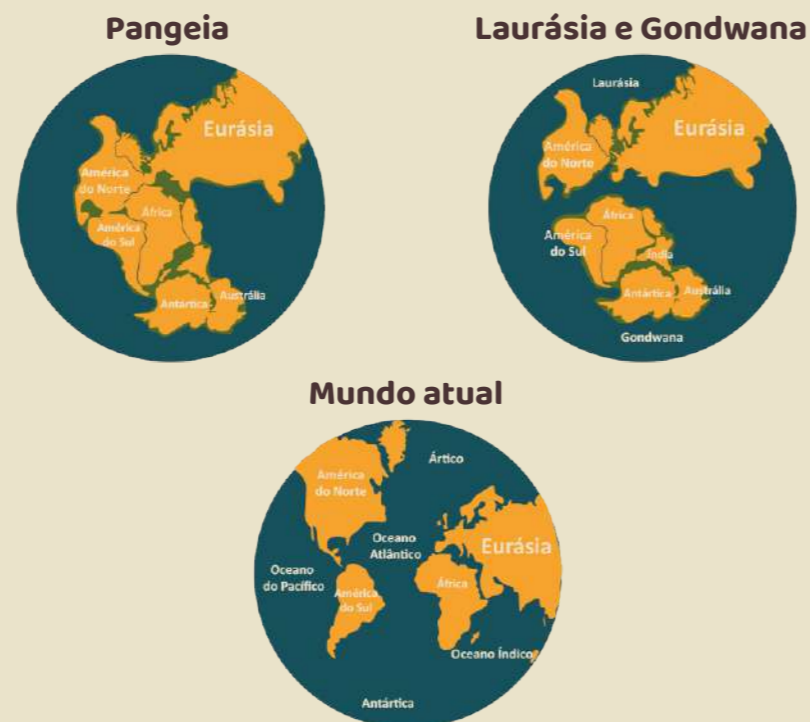 Pangeia
Eurásia
América
do Norte
África
América
do Sul
Antártica
Austrália
Laurásia e Gondwana
Laurásia
Eurásia
América
do Norte
África
América
do Sul
Índia
Antártica
Austrália
Gondwana
Mundo atual
Ártico
América
do Norte
Oceano
Atlântico
Eurásia
Oceano
do Pacífico
África
América
do Sul
Oceano Índico
Antártica